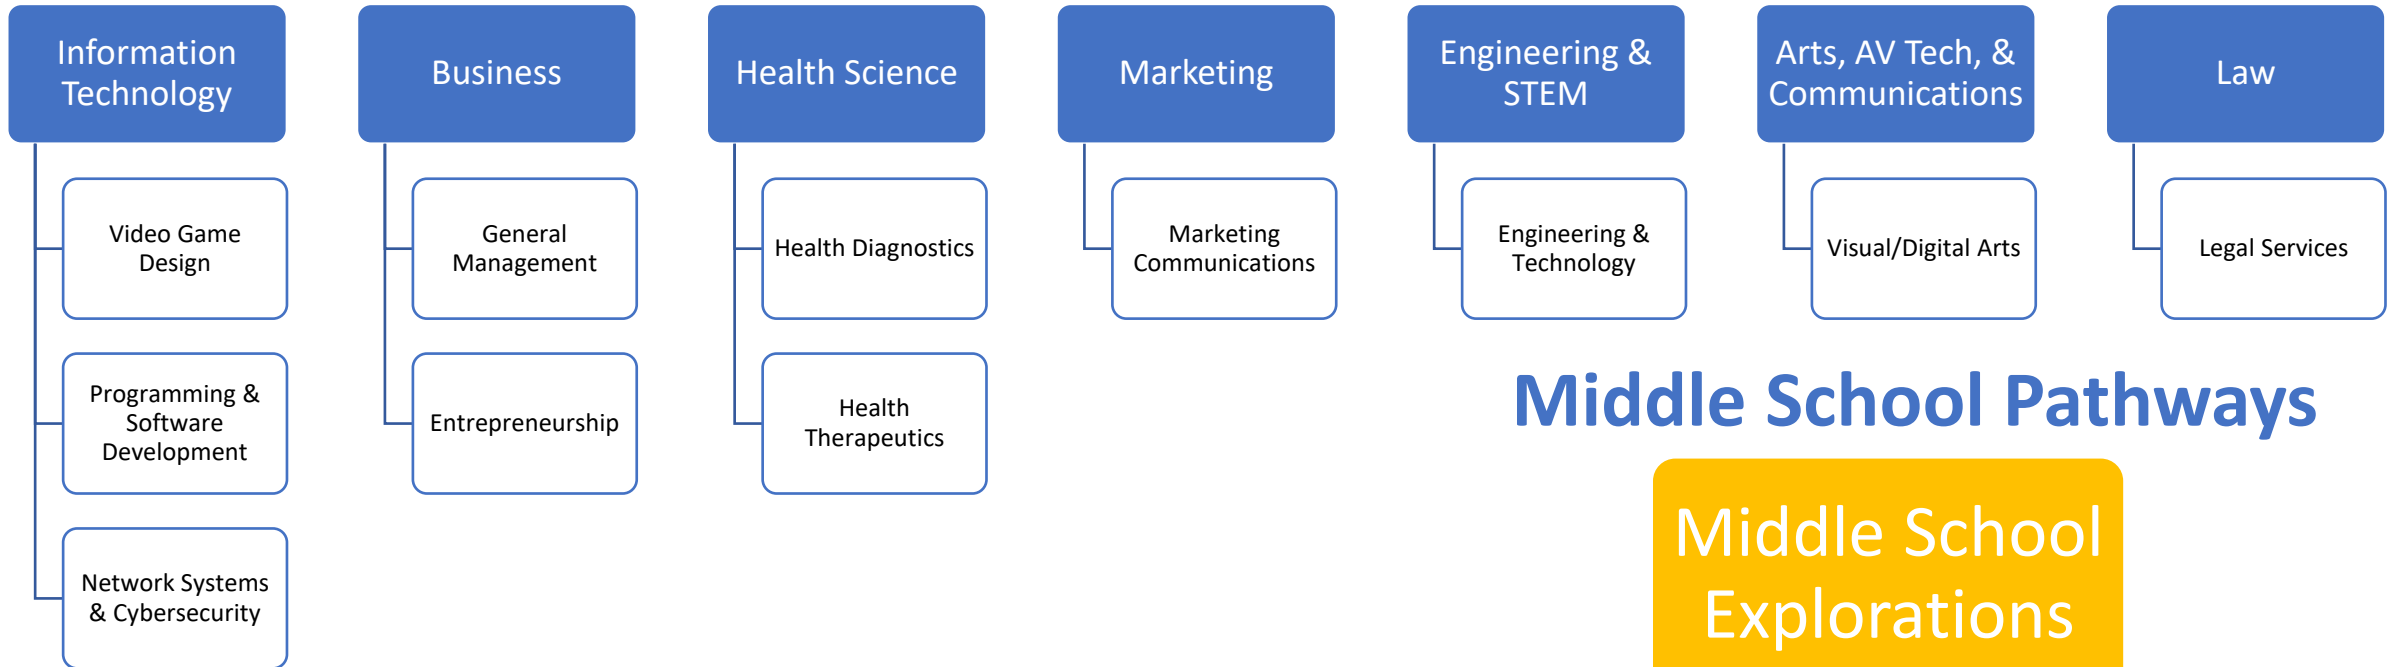 Information
Technology
Video Game
Design
Programming &
Software
Development
Network Systems
& Cybersecurity
Business
General
Management
Entrepreneurship
Health Science
Health Diagnostics
Health
Therapeutics
Marketing
Marketing
Communications
Engineering &
STEM
Engineering &
Technology
Arts, AV Tech, &
Communications
Visual/Digital Arts
Law
Legal Services
Middle School Pathways
Middle School
Explorations